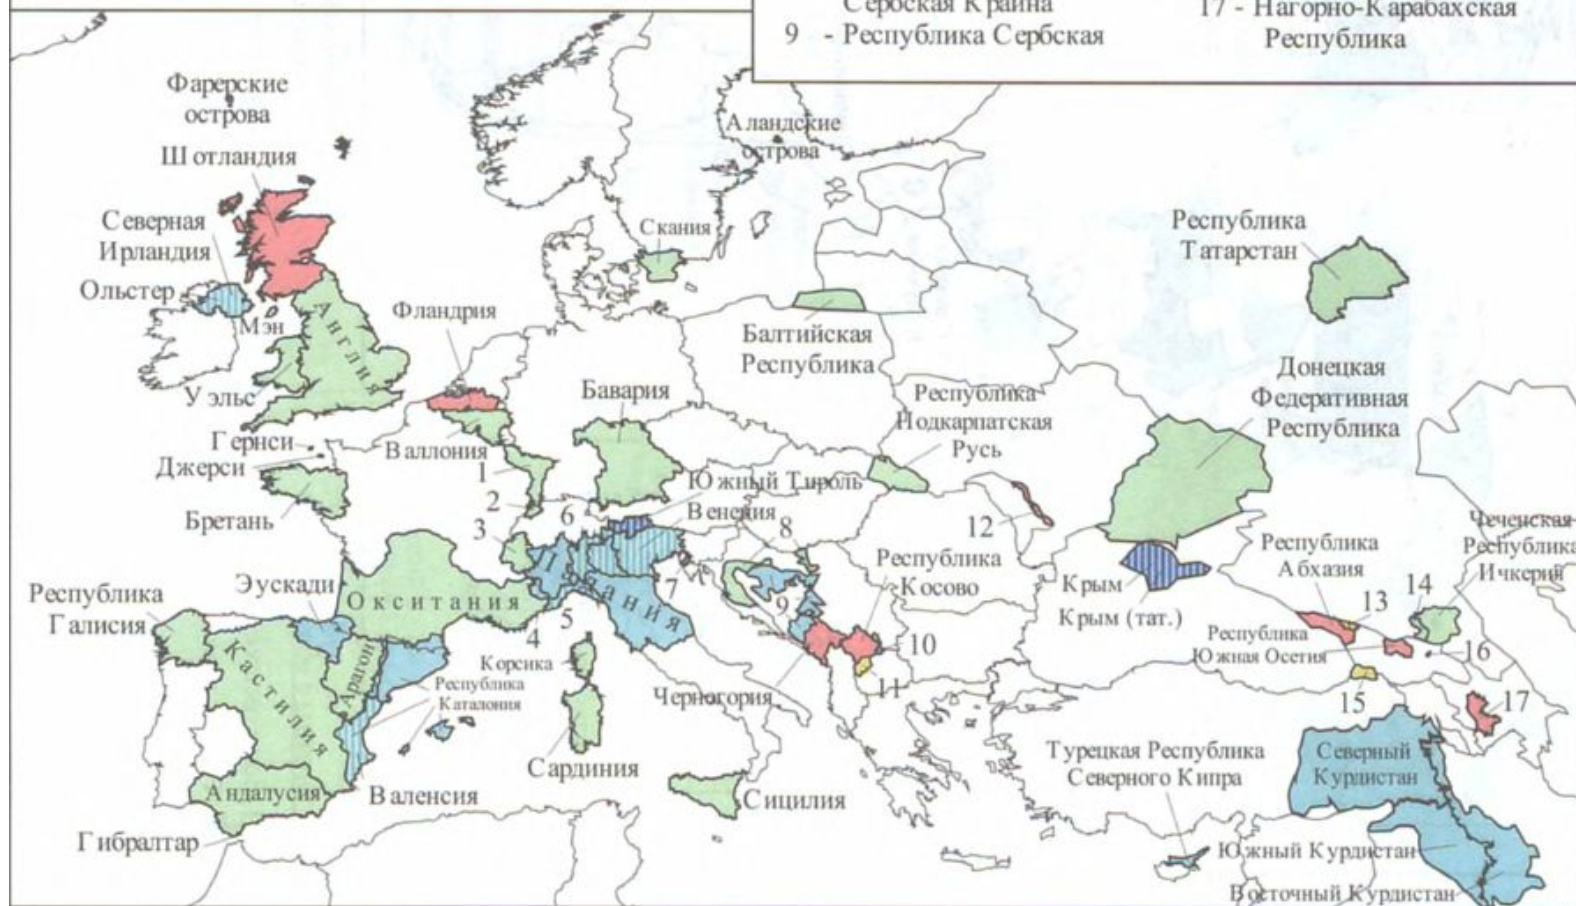 Сербская Краина
9 - Республика Сербская
17 - Нагорно-Карабахская
Республика
Фарерские
острова
Шотландия
Северная
Ирландия
Ольстер
Мэн
Англия
Уэльс
Гернси
Джерси
Бретань
Фландрия
Валлония
Скания
Аландские
острова
Балтийская
Республика
Бавария
Республика
Подкарпатская
Русь
Республика
Татарстан
Донецкая
Федеративная
Республика
1
2
3
4
5
6
7
8
9
10
11
12
13
14
15
16
17
Южный Тироль
Венеция
Падания
Окситания
Эускади
Республика
Галисия
Кастилия
Арагон
Республика
Каталония
Андалусия
Валенсия
Гибралтар
Корсика
Сардиния
Сицилия
Черногория
Республика
Косово
Крым
Крым (тат.)
Республика
Абхазия
Чеченская
Республика
Ичкерия
Республика
Южная Осетия
Турецкая Республика
Северного Кипра
Северный
Курдистан
Южный Курдистан
Восточный Курдистан